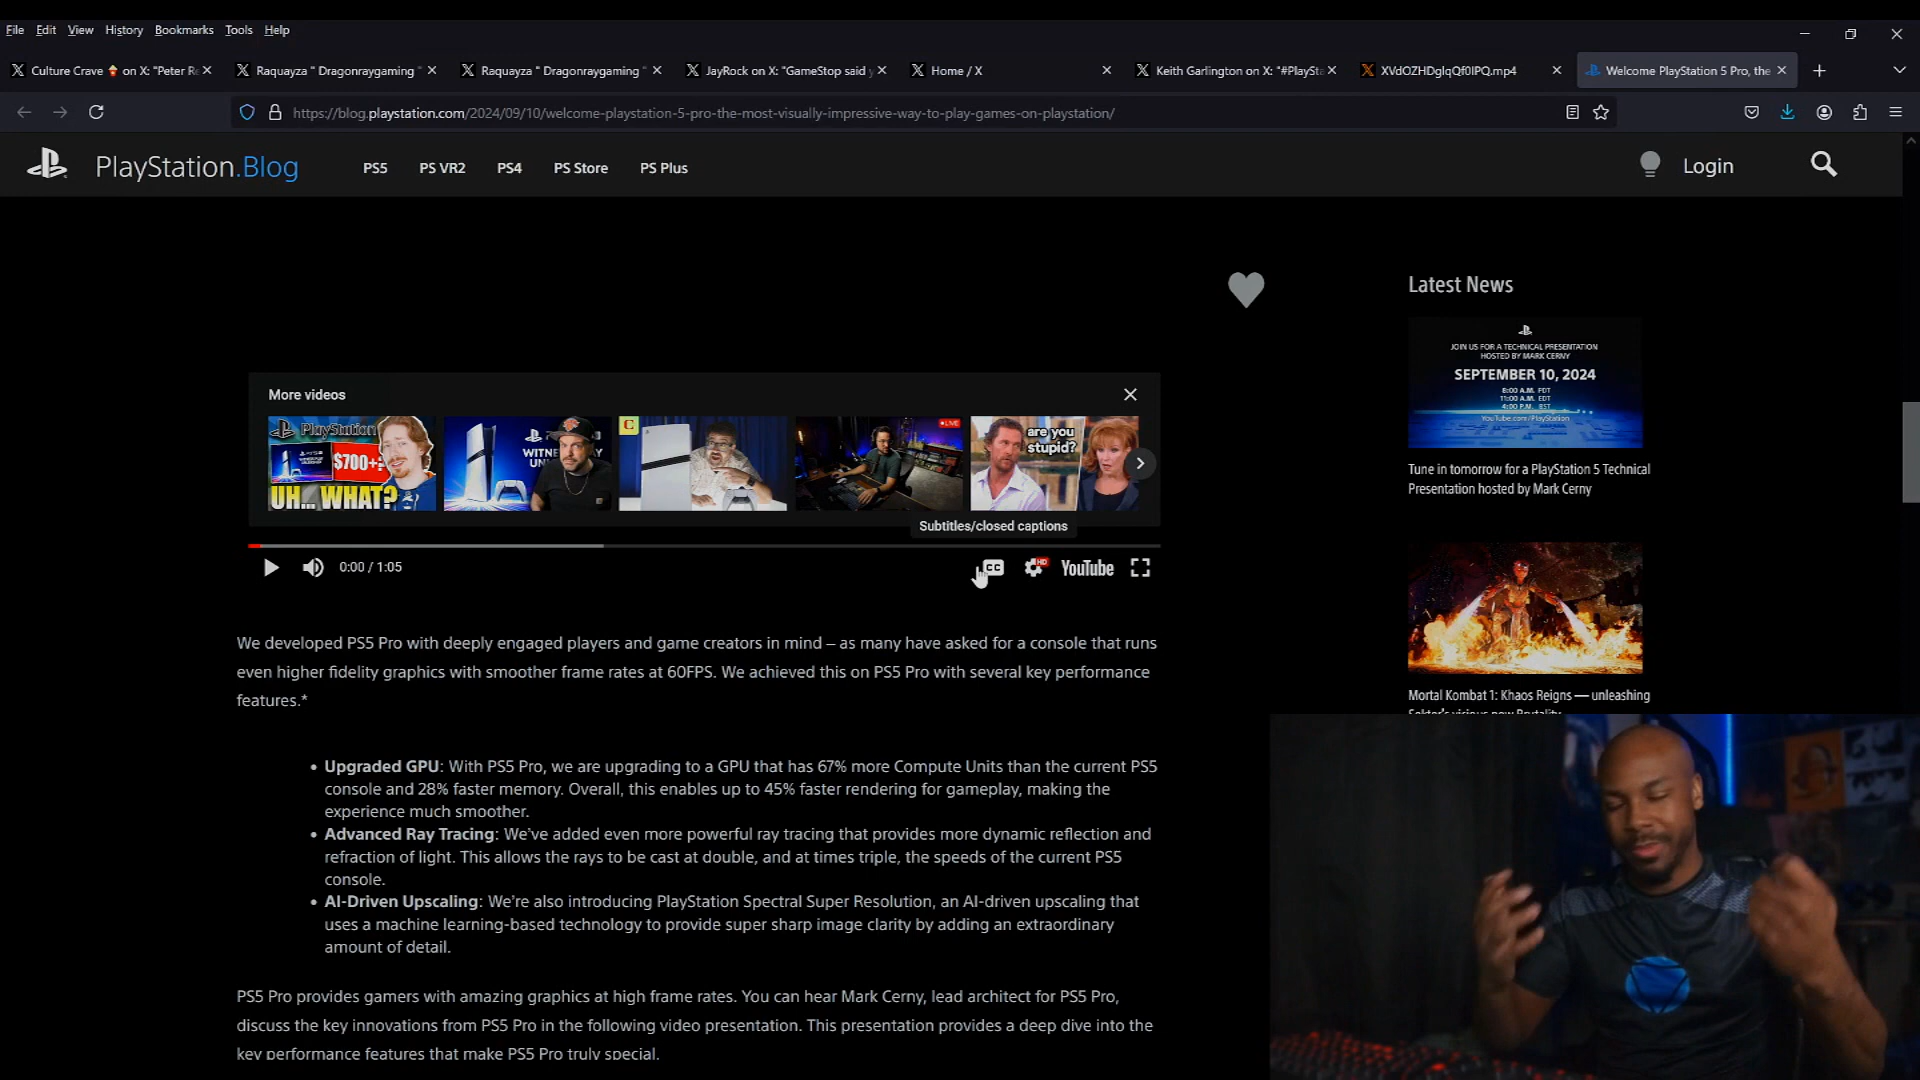 File Edit View History Bookmarks Tools Help
Culture Crave on X: "Peter R
Raquayza " Dragonraygaming "
Raquayza " Dragonraygaming "
JayRock on X: "GameStop said y
Home / X
Keith Garlington on X: "#PlaySta
XVdOZHDglqQf0IPQ.mp4
Welcome PlayStation 5 Pro, the
https://blog.playstation.com/2024/09/10/welcome-playstation-5-pro-the-most-visually-impressive-way-to-play-games-on-playstation/
PlayStation.Blog PS5 PS VR2 PS4 PS Store PS Plus Login
Latest News
JOIN US FOR A TECHNICAL PRESENTATION
HOSTED BY MARK CERNY
SEPTEMBER 10, 2024
8:00 A.M. PDT
11:00 A.M. EDT
4:00 P.M. BST
YouTube.com/PlayStation
Tune in tomorrow for a PlayStation 5 Technical
Presentation hosted by Mark Cerny
Mortal Kombat 1: Khaos Reigns — unleashing
More videos
PlayStation
$700+?
UH... WHAT?
C
LIVE
are you
stupid?
Subtitles/closed captions
0:00 / 1:05 CC HD YouTube
We developed PS5 Pro with deeply engaged players and game creators in mind – as many have asked for a console that runs
even higher fidelity graphics with smoother frame rates at 60FPS. We achieved this on PS5 Pro with several key performance
features.*
• Upgraded GPU: With PS5 Pro, we are upgrading to a GPU that has 67% more Compute Units than the current PS5
console and 28% faster memory. Overall, this enables up to 45% faster rendering for gameplay, making the
experience much smoother.
• Advanced Ray Tracing: We've added even more powerful ray tracing that provides more dynamic reflection and
refraction of light. This allows the rays to be cast at double, and at times triple, the speeds of the current PS5
console.
• AI-Driven Upscaling: We're also introducing PlayStation Spectral Super Resolution, an AI-driven upscaling that
uses a machine learning-based technology to provide super sharp image clarity by adding an extraordinary
amount of detail.
PS5 Pro provides gamers with amazing graphics at high frame rates. You can hear Mark Cerny, lead architect for PS5 Pro,
discuss the key innovations from PS5 Pro in the following video presentation. This presentation provides a deep dive into the
key performance features that make PS5 Pro truly special.